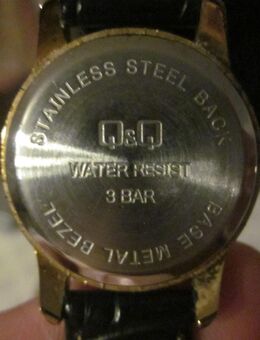 STAINLESS STEEL BACK
Q&Q
WATER RESIST
3 BAR
BASE METAL BEZEL